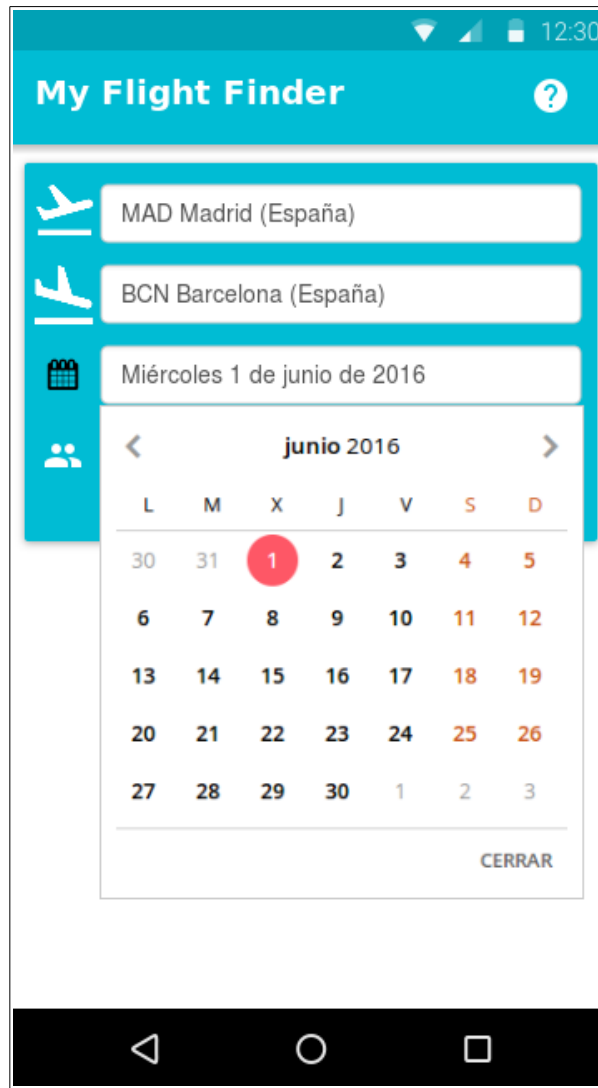 12:30
My Flight Finder ?
MAD Madrid (España)
BCN Barcelona (España)
Miércoles 1 de junio de 2016
junio 2016
L M X J V S D
30 31 1 2 3 4 5
6 7 8 9 10 11 12
13 14 15 16 17 18 19
20 21 22 23 24 25 26
27 28 29 30 1 2 3
CERRAR